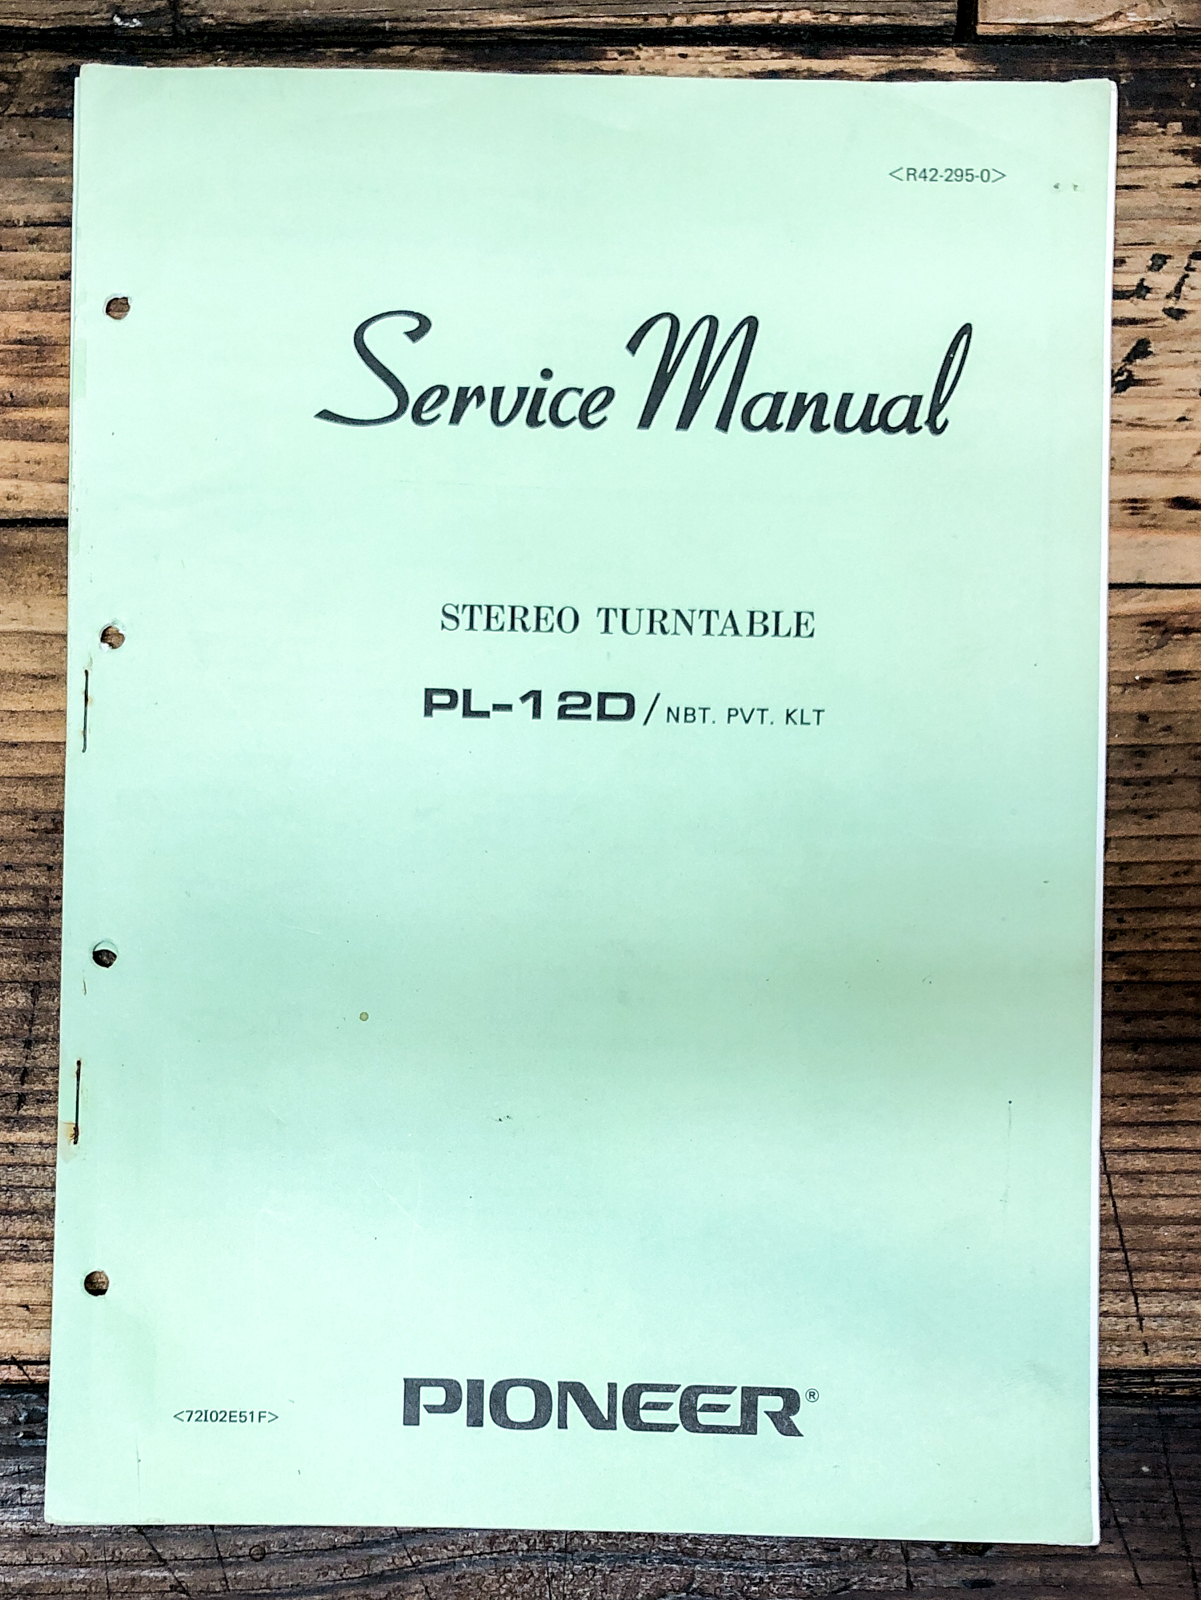 <R42-295-0>
Service Manual
STEREO TURNTABLE
PL-12D/NBT. PVT. KLT
PIONEER®
<72I02E51F>